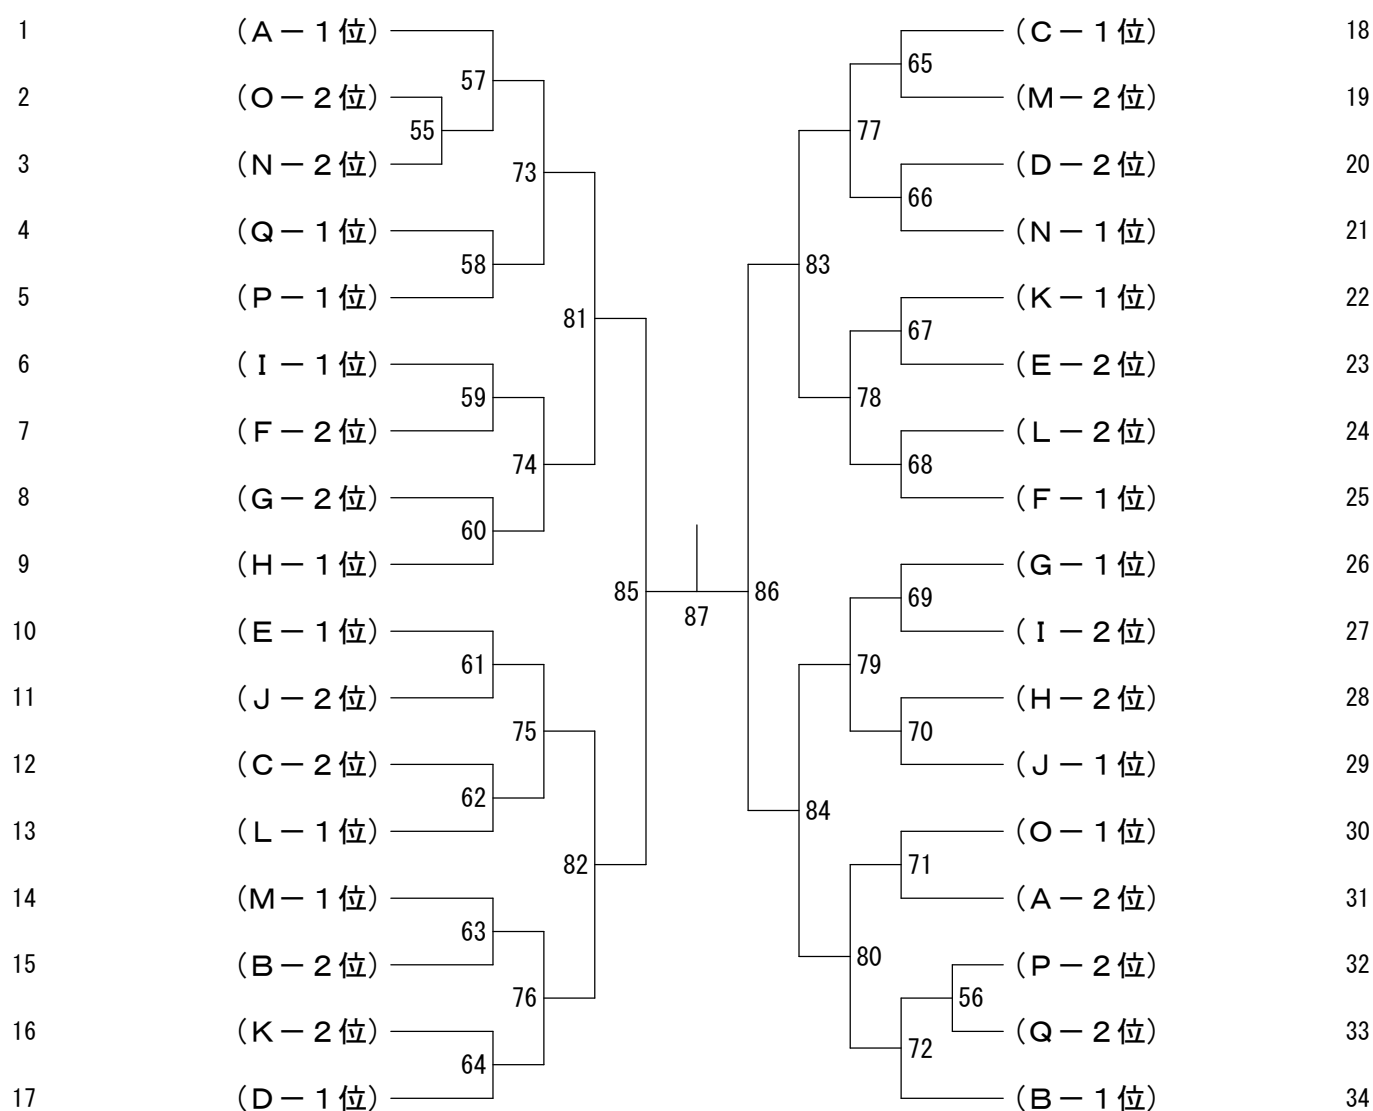 1 (A－1位) (C－1位) 18
57 65
2 (O－2位) (M－2位) 19
55 77
3 (N－2位) 73 (D－2位) 20
66
4 (Q－1位) (N－1位) 21
58 83
5 (P－1位) (K－1位) 22
81 67
6 (I－1位) (E－2位) 23
59 78
7 (F－2位) (L－2位) 24
74 68
8 (G－2位) (F－1位) 25
60
9 (H－1位) (G－1位) 26
85 87 86 69
10 (E－1位) (I－2位) 27
61 79
11 (J－2位) (H－2位) 28
75 70
12 (C－2位) (J－1位) 29
62 84
13 (L－1位) (O－1位) 30
82 71
14 (M－1位) (A－2位) 31
63 80
15 (B－2位) (P－2位) 32
76 56
16 (K－2位) (Q－2位) 33
64 72
17 (D－1位) (B－1位) 34